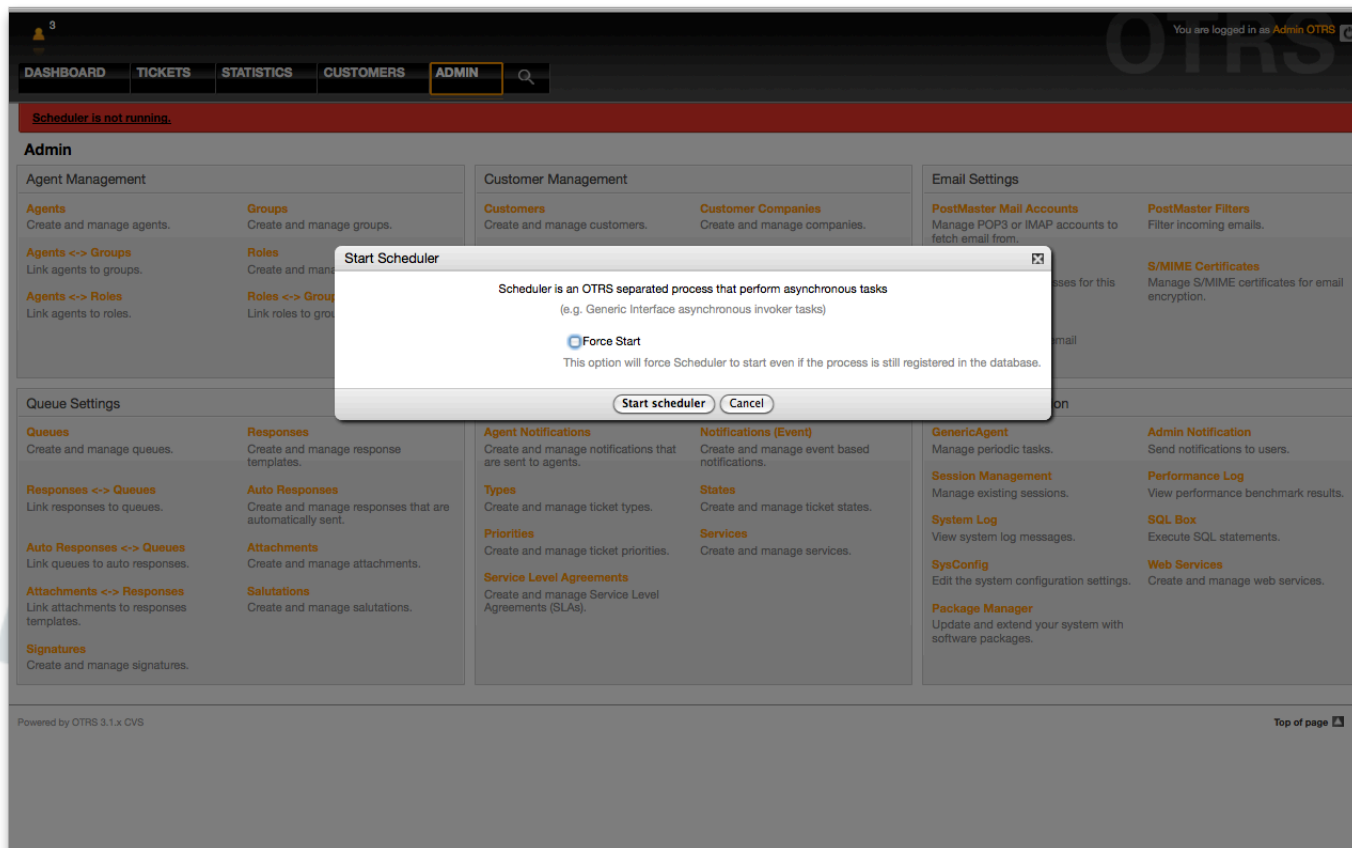 3
You are logged in as Admin OTRS
OTRS
DASHBOARD
TICKETS
STATISTICS
CUSTOMERS
ADMIN
Scheduler is not running.
Admin
Agent Management
Agents
Create and manage agents.
Groups
Create and manage groups.
Agents <-> Groups
Link agents to groups.
Roles
Create and mana
Agents <-> Roles
Link agents to roles.
Roles <-> Group
Link roles to grou
Customer Management
Customers
Create and manage customers.
Customer Companies
Create and manage companies.
Email Settings
PostMaster Mail Accounts
Manage POP3 or IMAP accounts to
fetch email from.
PostMaster Filters
Filter incoming emails.
sses for this
S/MIME Certificates
Manage S/MIME certificates for email
encryption.
mail
Start Scheduler
Scheduler is an OTRS separated process that perform asynchronous tasks
(e.g. Generic Interface asynchronous invoker tasks)
Force Start
This option will force Scheduler to start even if the process is still registered in the database.
Start scheduler
Cancel
Queue Settings
Queues
Create and manage queues.
Responses
Create and manage response
templates.
Responses <-> Queues
Link responses to queues.
Auto Responses
Create and manage responses that are
automatically sent.
Auto Responses <-> Queues
Link queues to auto responses.
Attachments
Create and manage attachments.
Attachments <-> Responses
Link attachments to responses
templates.
Salutations
Create and manage salutations.
Signatures
Create and manage signatures.
Agent Notifications
Create and manage notifications that
are sent to agents.
Notifications (Event)
Create and manage event based
notifications.
Types
Create and manage ticket types.
States
Create and manage ticket states.
Priorities
Create and manage ticket priorities.
Services
Create and manage services.
Service Level Agreements
Create and manage Service Level
Agreements (SLAs).
on
GenericAgent
Manage periodic tasks.
Admin Notification
Send notifications to users.
Session Management
Manage existing sessions.
Performance Log
View performance benchmark results.
System Log
View system log messages.
SQL Box
Execute SQL statements.
SysConfig
Edit the system configuration settings.
Web Services
Create and manage web services.
Package Manager
Update and extend your system with
software packages.
Powered by OTRS 3.1.x CVS
Top of page